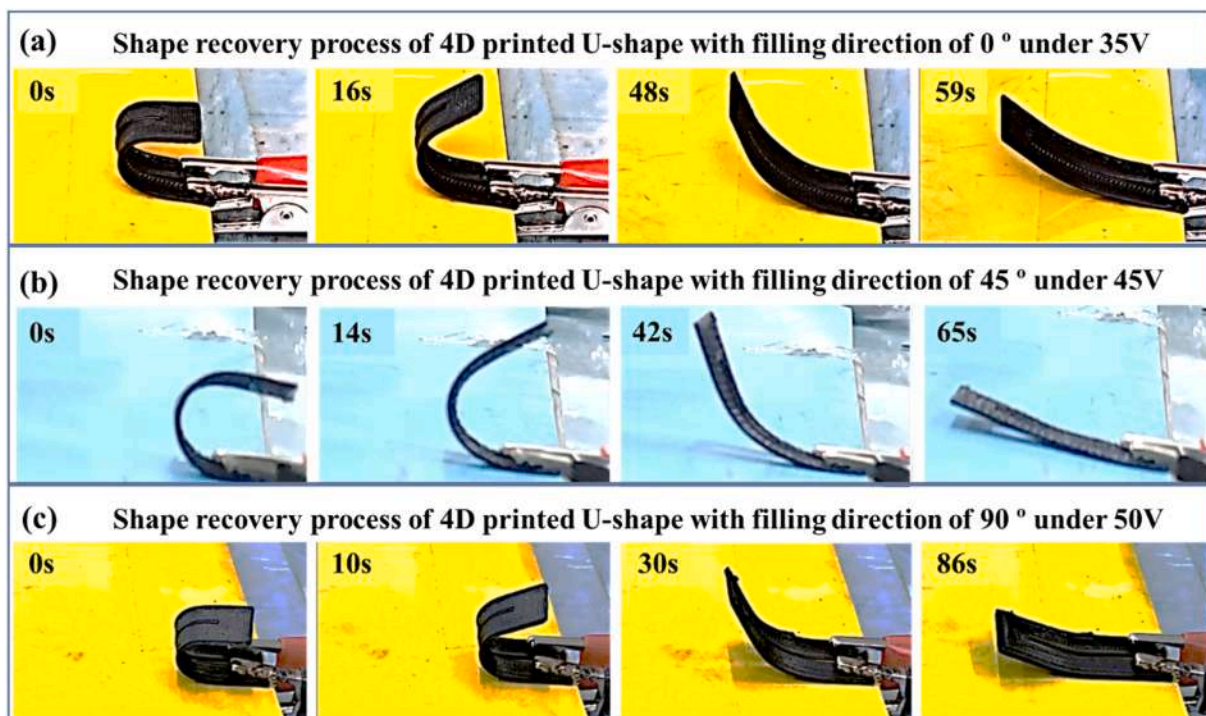 (a) Shape recovery process of 4D printed U-shape with filling direction of 0 º under 35V
0s 16s 48s 59s
(b) Shape recovery process of 4D printed U-shape with filling direction of 45 º under 45V
0s 14s 42s 65s
(c) Shape recovery process of 4D printed U-shape with filling direction of 90 º under 50V
0s 10s 30s 86s